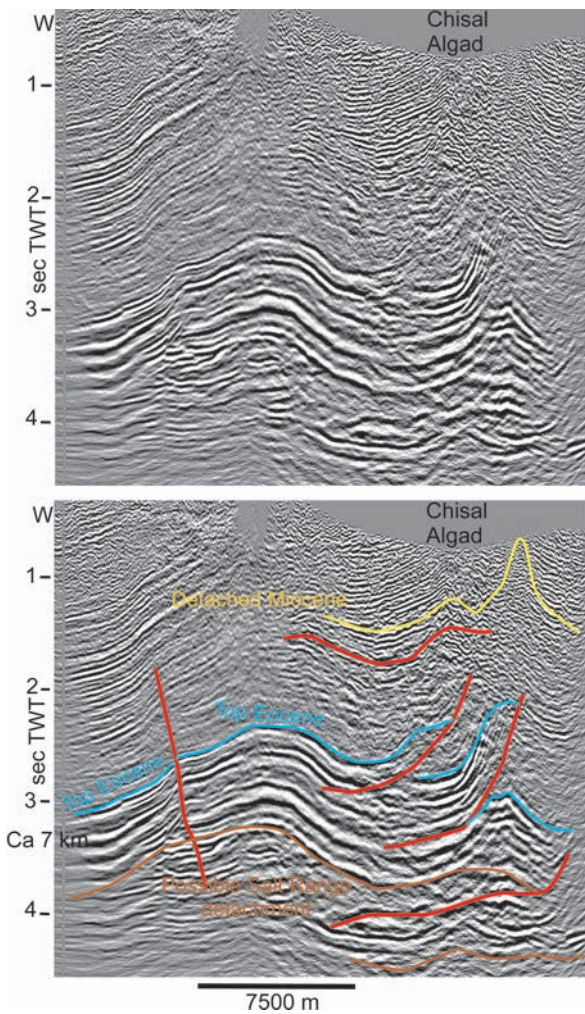 W
Chisal
Algad
1
2
sec TWT
3
4
W
Chisal
Algad
1
Detached Miocene
2
Top Eocene
sec TWT
Top Eocene
3
Ca 7 km
Possible Salt Range
detachment
4
7500 m